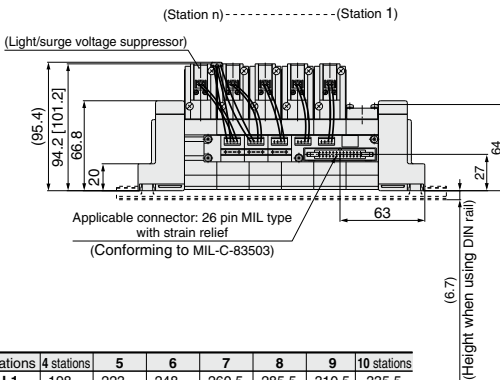 (Station n)
(Station 1)
(Light/surge voltage suppressor)
(95.4)
94.2 [101.2]
66.8
20
64
27
63
Applicable connector: 26 pin MIL type
with strain relief
(Conforming to MIL-C-83503)
(6.7)
(Height when using DIN rail)
ations 4 stations 5 6 7 8 9 10 stations